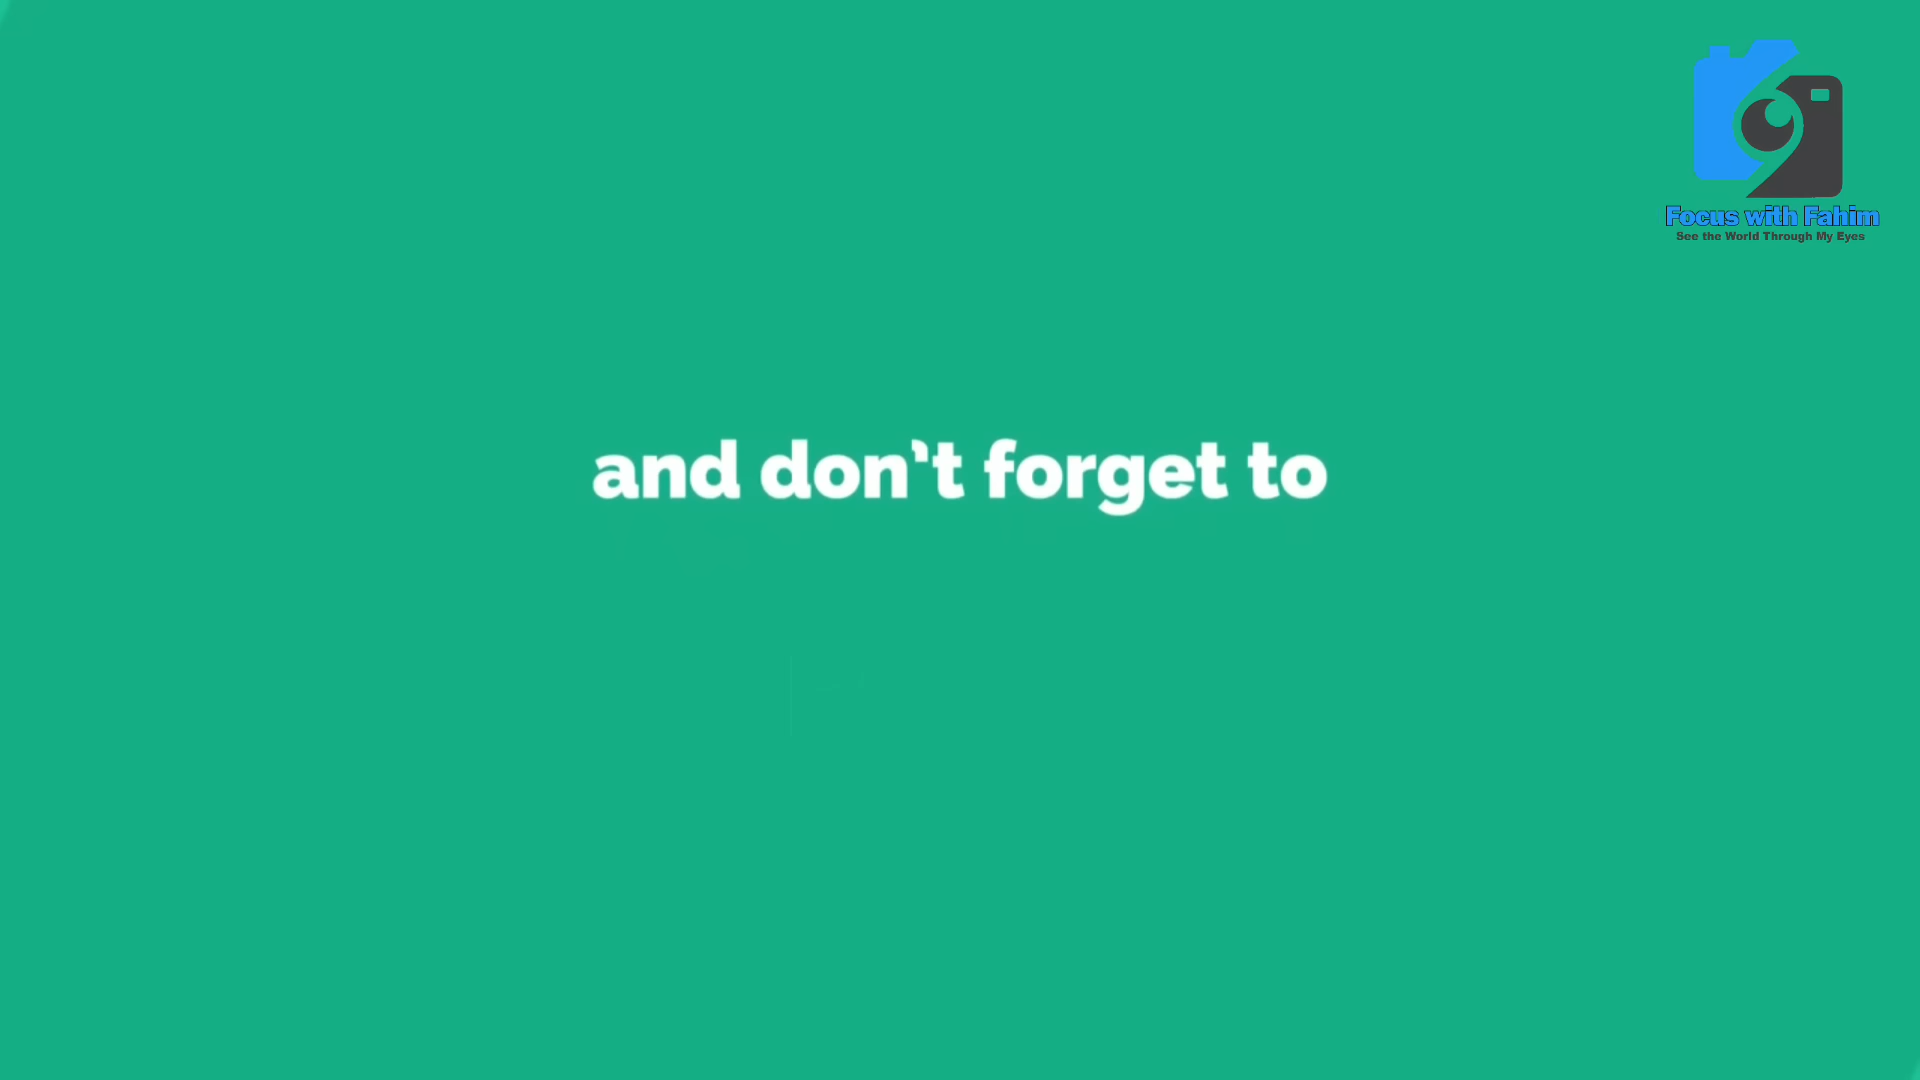 Focus with Fahim
See the World Through My Eyes
and don't forget to